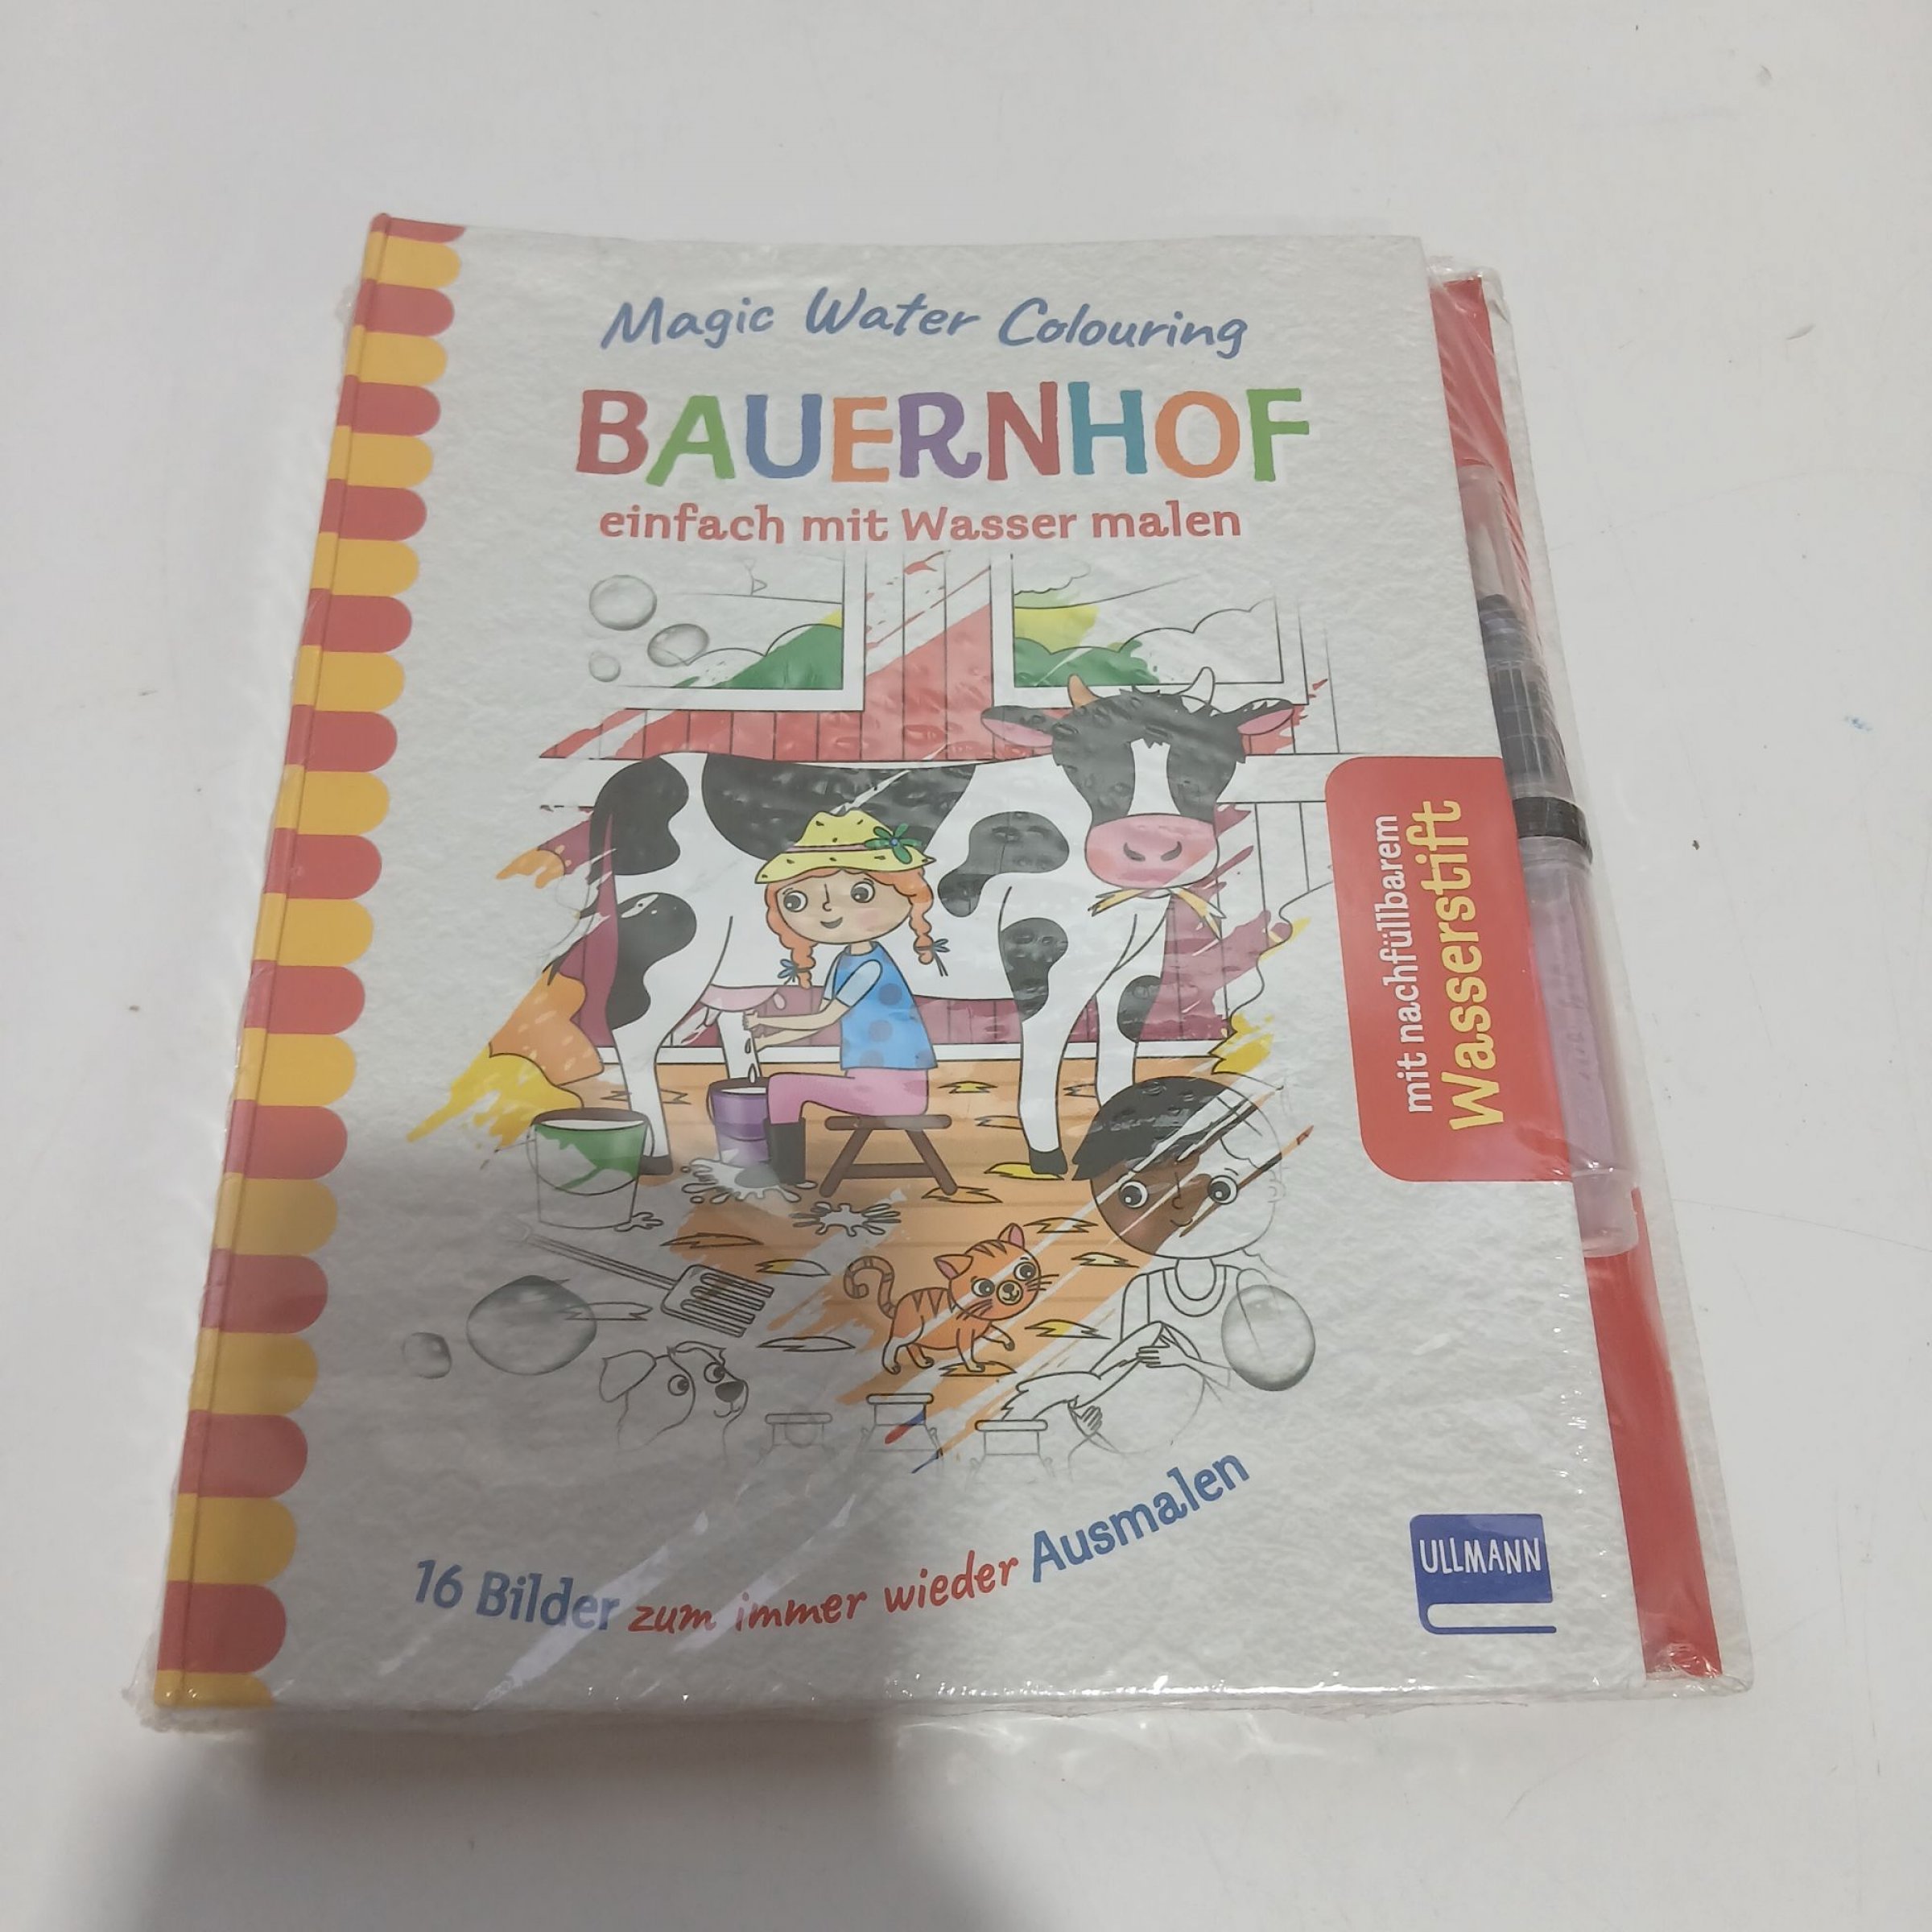 Magic Water Colouring
BAUERNHOF
einfach mit Wasser malen
mit nachfüllbarem
Wasserstift
16 Bilder zum immer wieder Ausmalen
ULLMANN